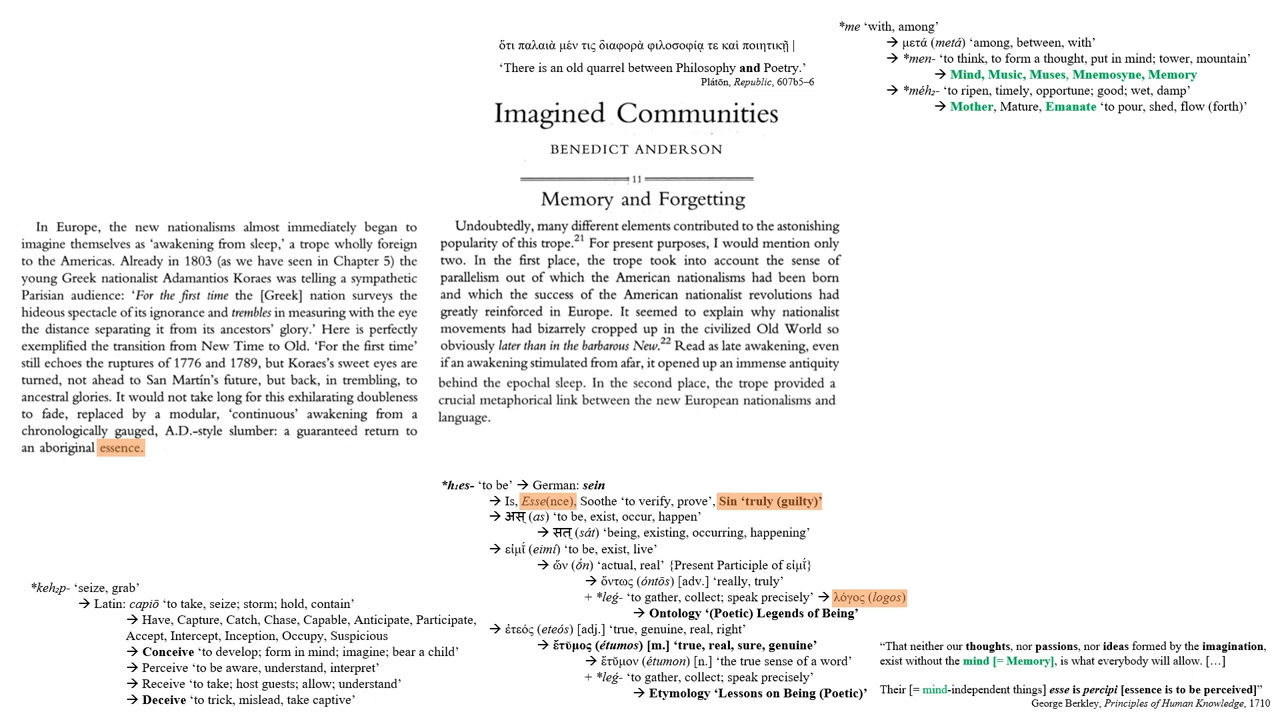 ὅτι παλαιὰ μέν τις διαφορὰ φιλοσοφίᾳ τε καὶ ποιητικῇ |
‘There is an old quarrel between Philosophy and Poetry.’
Plátōn, Republic, 607b5–6
Imagined Communities
BENEDICT ANDERSON
11
Memory and Forgetting
*me ‘with, among’
→ μετά (metá) ‘among, between, with’
→ *men- ‘to think, to form a thought, put in mind; tower, mountain’
→ Mind, Music, Muses, Mnemosyne, Memory
→ *méh₂- ‘to ripen, timely, opportune; good; wet, damp’
→ Mother, Mature, Emanate ‘to pour, shed, flow (forth)’
In Europe, the new nationalisms almost immediately began to
imagine themselves as ‘awakening from sleep,’ a trope wholly foreign
to the Americas. Already in 1803 (as we have seen in Chapter 5) the
young Greek nationalist Adamantios Koraes was telling a sympathetic
Parisian audience: ‘For the first time the [Greek] nation surveys the
hideous spectacle of its ignorance and trembles in measuring with the eye
the distance separating it from its ancestors’ glory.’ Here is perfectly
exemplified the transition from New Time to Old. ‘For the first time’
still echoes the ruptures of 1776 and 1789, but Koraes’s sweet eyes are
turned, not ahead to San Martín’s future, but back, in trembling, to
ancestral glories. It would not take long for this exhilarating doubleness
to fade, replaced by a modular, ‘continuous’ awakening from a
chronologically gauged, A.D.-style slumber: a guaranteed return to
an aboriginal essence.
Undoubtedly, many different elements contributed to the astonishing
popularity of this trope.²¹ For present purposes, I would mention only
two. In the first place, the trope took into account the sense of
parallelism out of which the American nationalisms had been born
and which the success of the American nationalist revolutions had
greatly reinforced in Europe. It seemed to explain why nationalist
movements had bizarrely cropped up in the civilized Old World so
obviously later than in the barbarous New.²² Read as late awakening, even
if an awakening stimulated from afar, it opened up an immense antiquity
behind the epochal sleep. In the second place, the trope provided a
crucial metaphorical link between the new European nationalisms and
language.
*h₁es- ‘to be’ → German: sein
→ Is, Esse(nce), Soothe ‘to verify, prove’, Sin ‘truly (guilty)’
→ अस् (as) ‘to be, exist, occur, happen’
→ सत् (sát) ‘being, existing, occurring, happening’
→ εἰμῐ́ (eimí) ‘to be, exist, live’
→ ὤν (ṓn) ‘actual, real’ {Present Participle of εἰμῐ́}
→ ὄντως (óntōs) [adv.] ‘really, truly’
+ *leǵ- ‘to gather, collect; speak precisely’ → λόγος (logos)
→ Ontology ‘(Poetic) Legends of Being’
→ ἐτεός (eteós) [adj.] ‘true, genuine, real, right’
→ ἔτῠμος (étumos) [m.] ‘true, real, sure, genuine’
→ ἔτῠμον (étumon) [n.] ‘the true sense of a word’
+ *leǵ- ‘to gather, collect; speak precisely’
→ Etymology ‘Lessons on Being (Poetic)’
*keh₂p- ‘seize, grab’
→ Latin: capiō ‘to take, seize; storm; hold, contain’
→ Have, Capture, Catch, Chase, Capable, Anticipate, Participate,
Accept, Intercept, Inception, Occupy, Suspicious
→ Conceive ‘to develop; form in mind; imagine; bear a child’
→ Perceive ‘to be aware, understand, interpret’
→ Receive ‘to take; host guests; allow; understand’
→ Deceive ‘to trick, mislead, take captive’
“That neither our thoughts, nor passions, nor ideas formed by the imagination,
exist without the mind [= Memory], is what everybody will allow. […]
Their [= mind-independent things] esse is percipi [essence is to be perceived]”
George Berkley, Principles of Human Knowledge, 1710